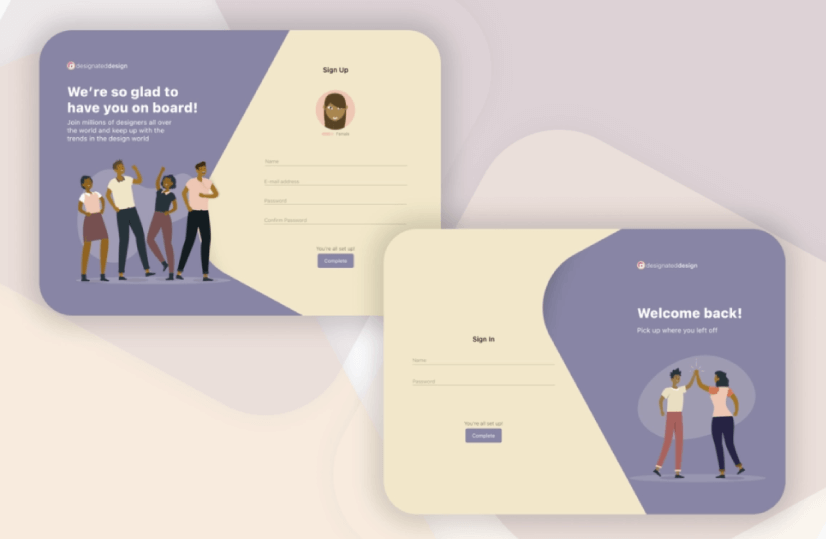 designateddesign
We're so glad to
have you on board!
Join millions of designers all over
the world and keep up with the
trends in the design world
Sign Up
Female
Name
E-mail address
Password
Confirm Password
You're all set up!
Complete
designateddesign
Welcome back!
Pick up where you left off
Sign In
Name
Password
You're all set up!
Complete